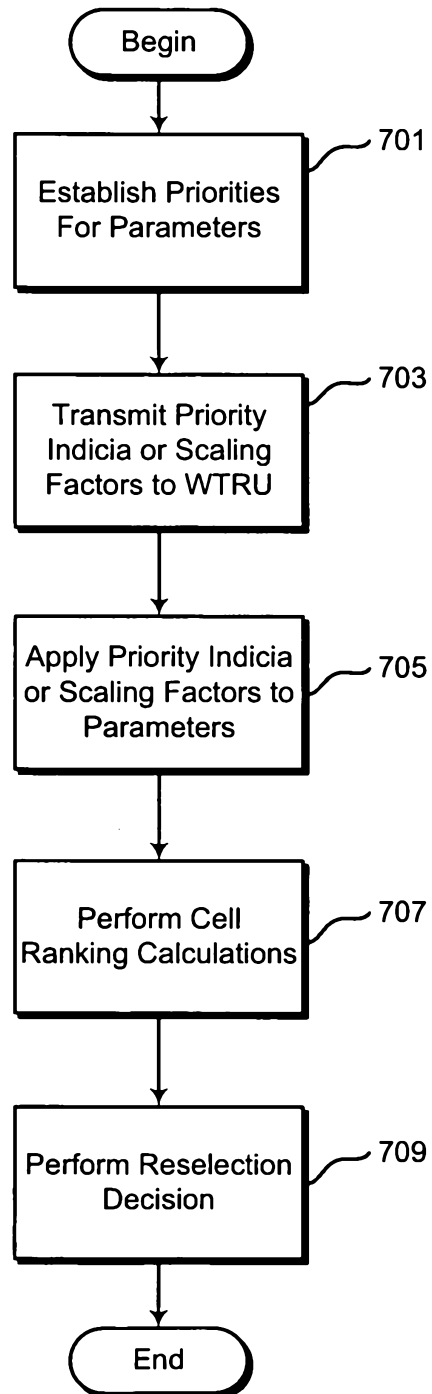 Begin
701
Establish Priorities
For Parameters
703
Transmit Priority
Indicia or Scaling
Factors to WTRU
705
Apply Priority Indicia
or Scaling Factors to
Parameters
707
Perform Cell
Ranking Calculations
709
Perform Reselection
Decision
End